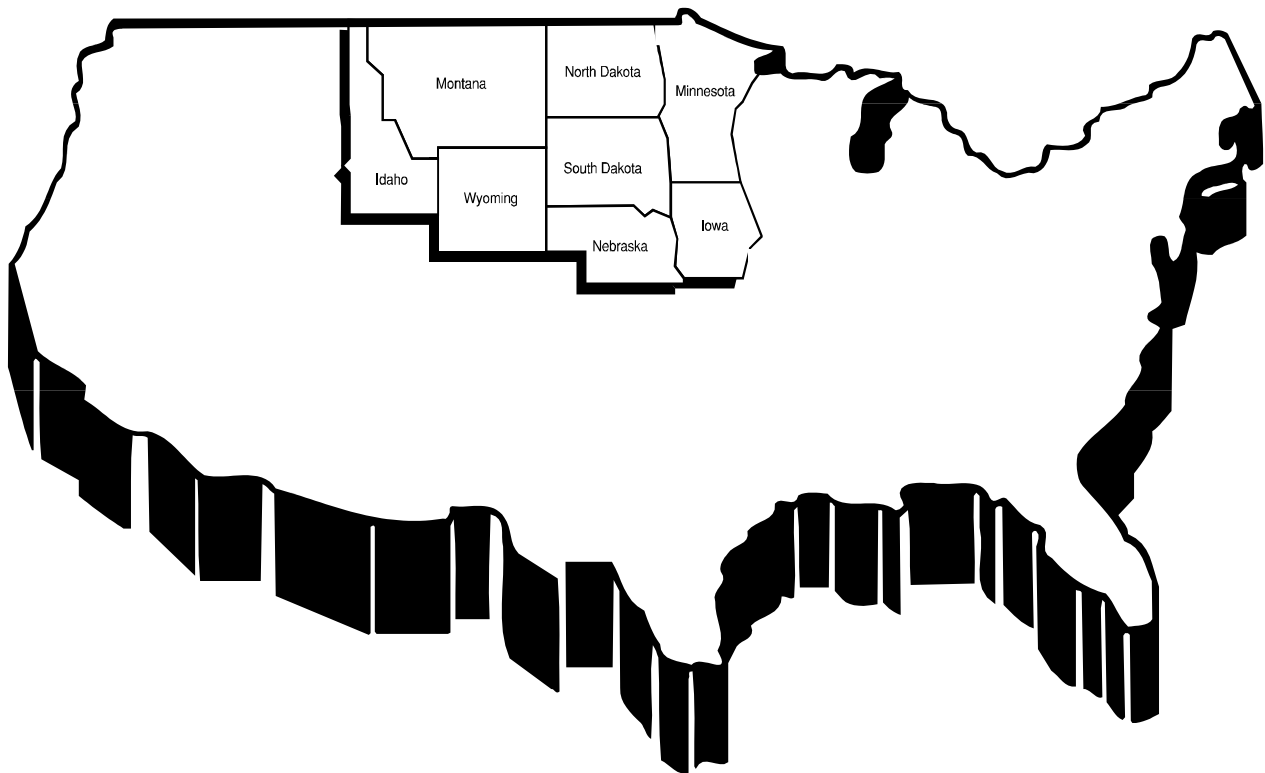 Montana
North Dakota
Minnesota
South Dakota
Idaho
Wyoming
Iowa
Nebraska